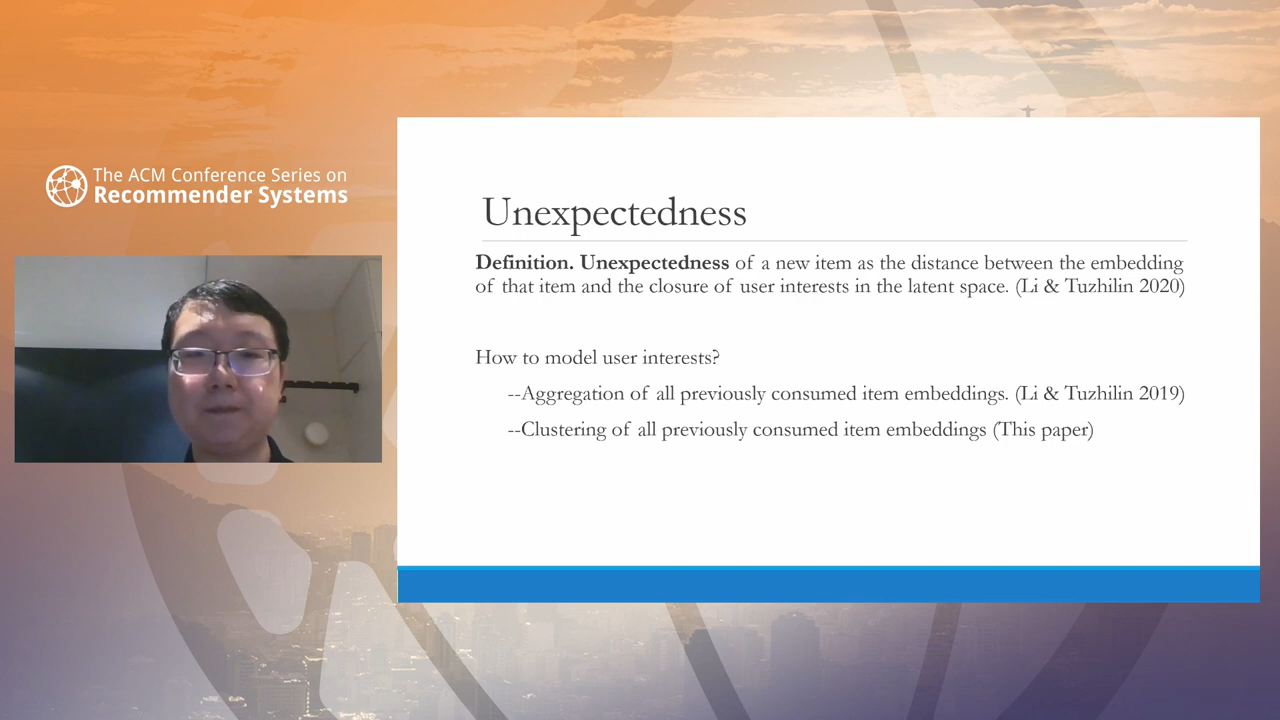 The ACM Conference Series on
Recommender Systems
Unexpectedness
Definition. Unexpectedness of a new item as the distance between the embedding
of that item and the closure of user interests in the latent space. (Li & Tuzhilin 2020)
How to model user interests?
--Aggregation of all previously consumed item embeddings. (Li & Tuzhilin 2019)
--Clustering of all previously consumed item embeddings (This paper)